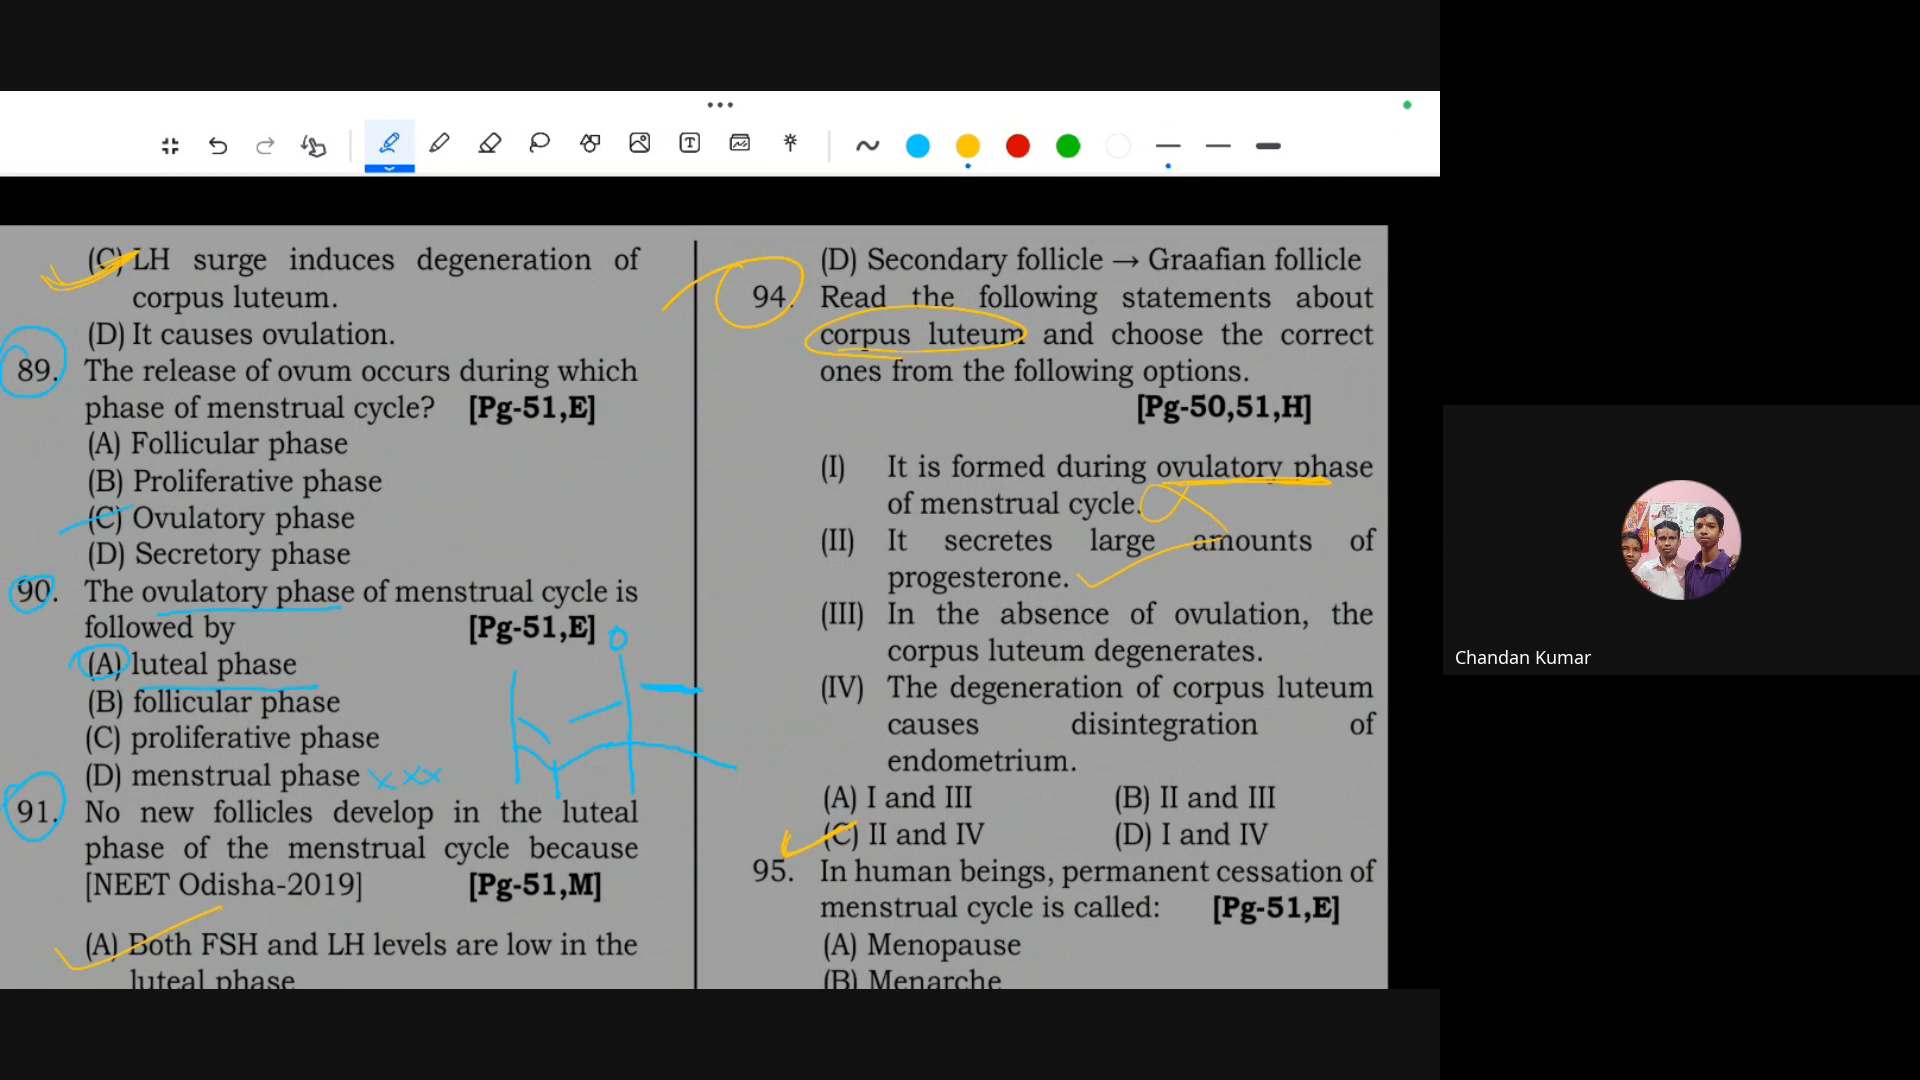 (C) LH surge induces degeneration of
corpus luteum.
(D) It causes ovulation.
89. The release of ovum occurs during which
phase of menstrual cycle? [Pg-51,E]
(A) Follicular phase
(B) Proliferative phase
(C) Ovulatory phase
(D) Secretory phase
90. The ovulatory phase of menstrual cycle is
followed by [Pg-51,E]
(A) luteal phase
(B) follicular phase
(C) proliferative phase
(D) menstrual phase xxx
91. No new follicles develop in the luteal
phase of the menstrual cycle because
[NEET Odisha-2019] [Pg-51,M]
(A) Both FSH and LH levels are low in the
luteal phase
(D) Secondary follicle → Graafian follicle
94. Read the following statements about
corpus luteum and choose the correct
ones from the following options.
[Pg-50,51,H]
(I) It is formed during ovulatory phase
of menstrual cycle.
(II) It secretes large amounts of
progesterone.
(III) In the absence of ovulation, the
corpus luteum degenerates.
(IV) The degeneration of corpus luteum
causes disintegration of
endometrium.
(A) I and III (B) II and III
(C) II and IV (D) I and IV
95. In human beings, permanent cessation of
menstrual cycle is called: [Pg-51,E]
(A) Menopause
(B) Menarche
Chandan Kumar